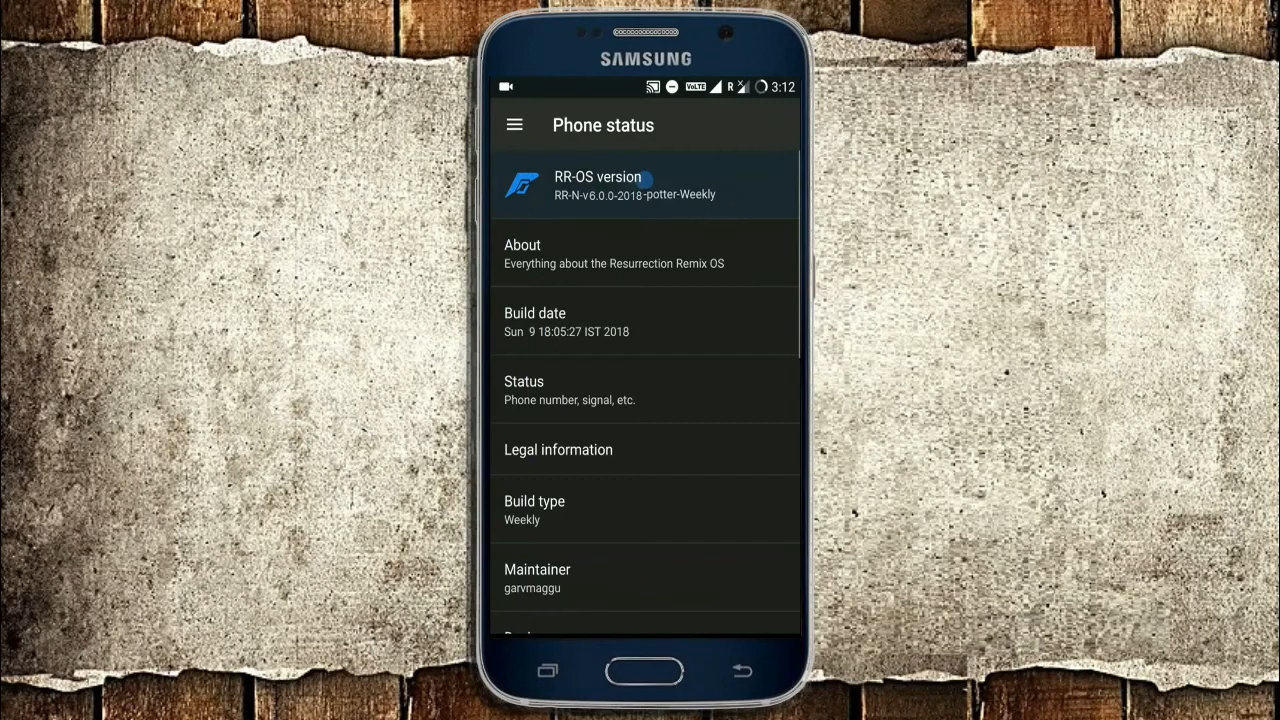 SAMSUNG
VoLTE R 3:12
Phone status
RR-OS version
RR-N-v6.0.0-2018-potter-Weekly
About
Everything about the Resurrection Remix OS
Build date
Sun 9 18:05:27 IST 2018
Status
Phone number, signal, etc.
Legal information
Build type
Weekly
Maintainer
garvmaggu